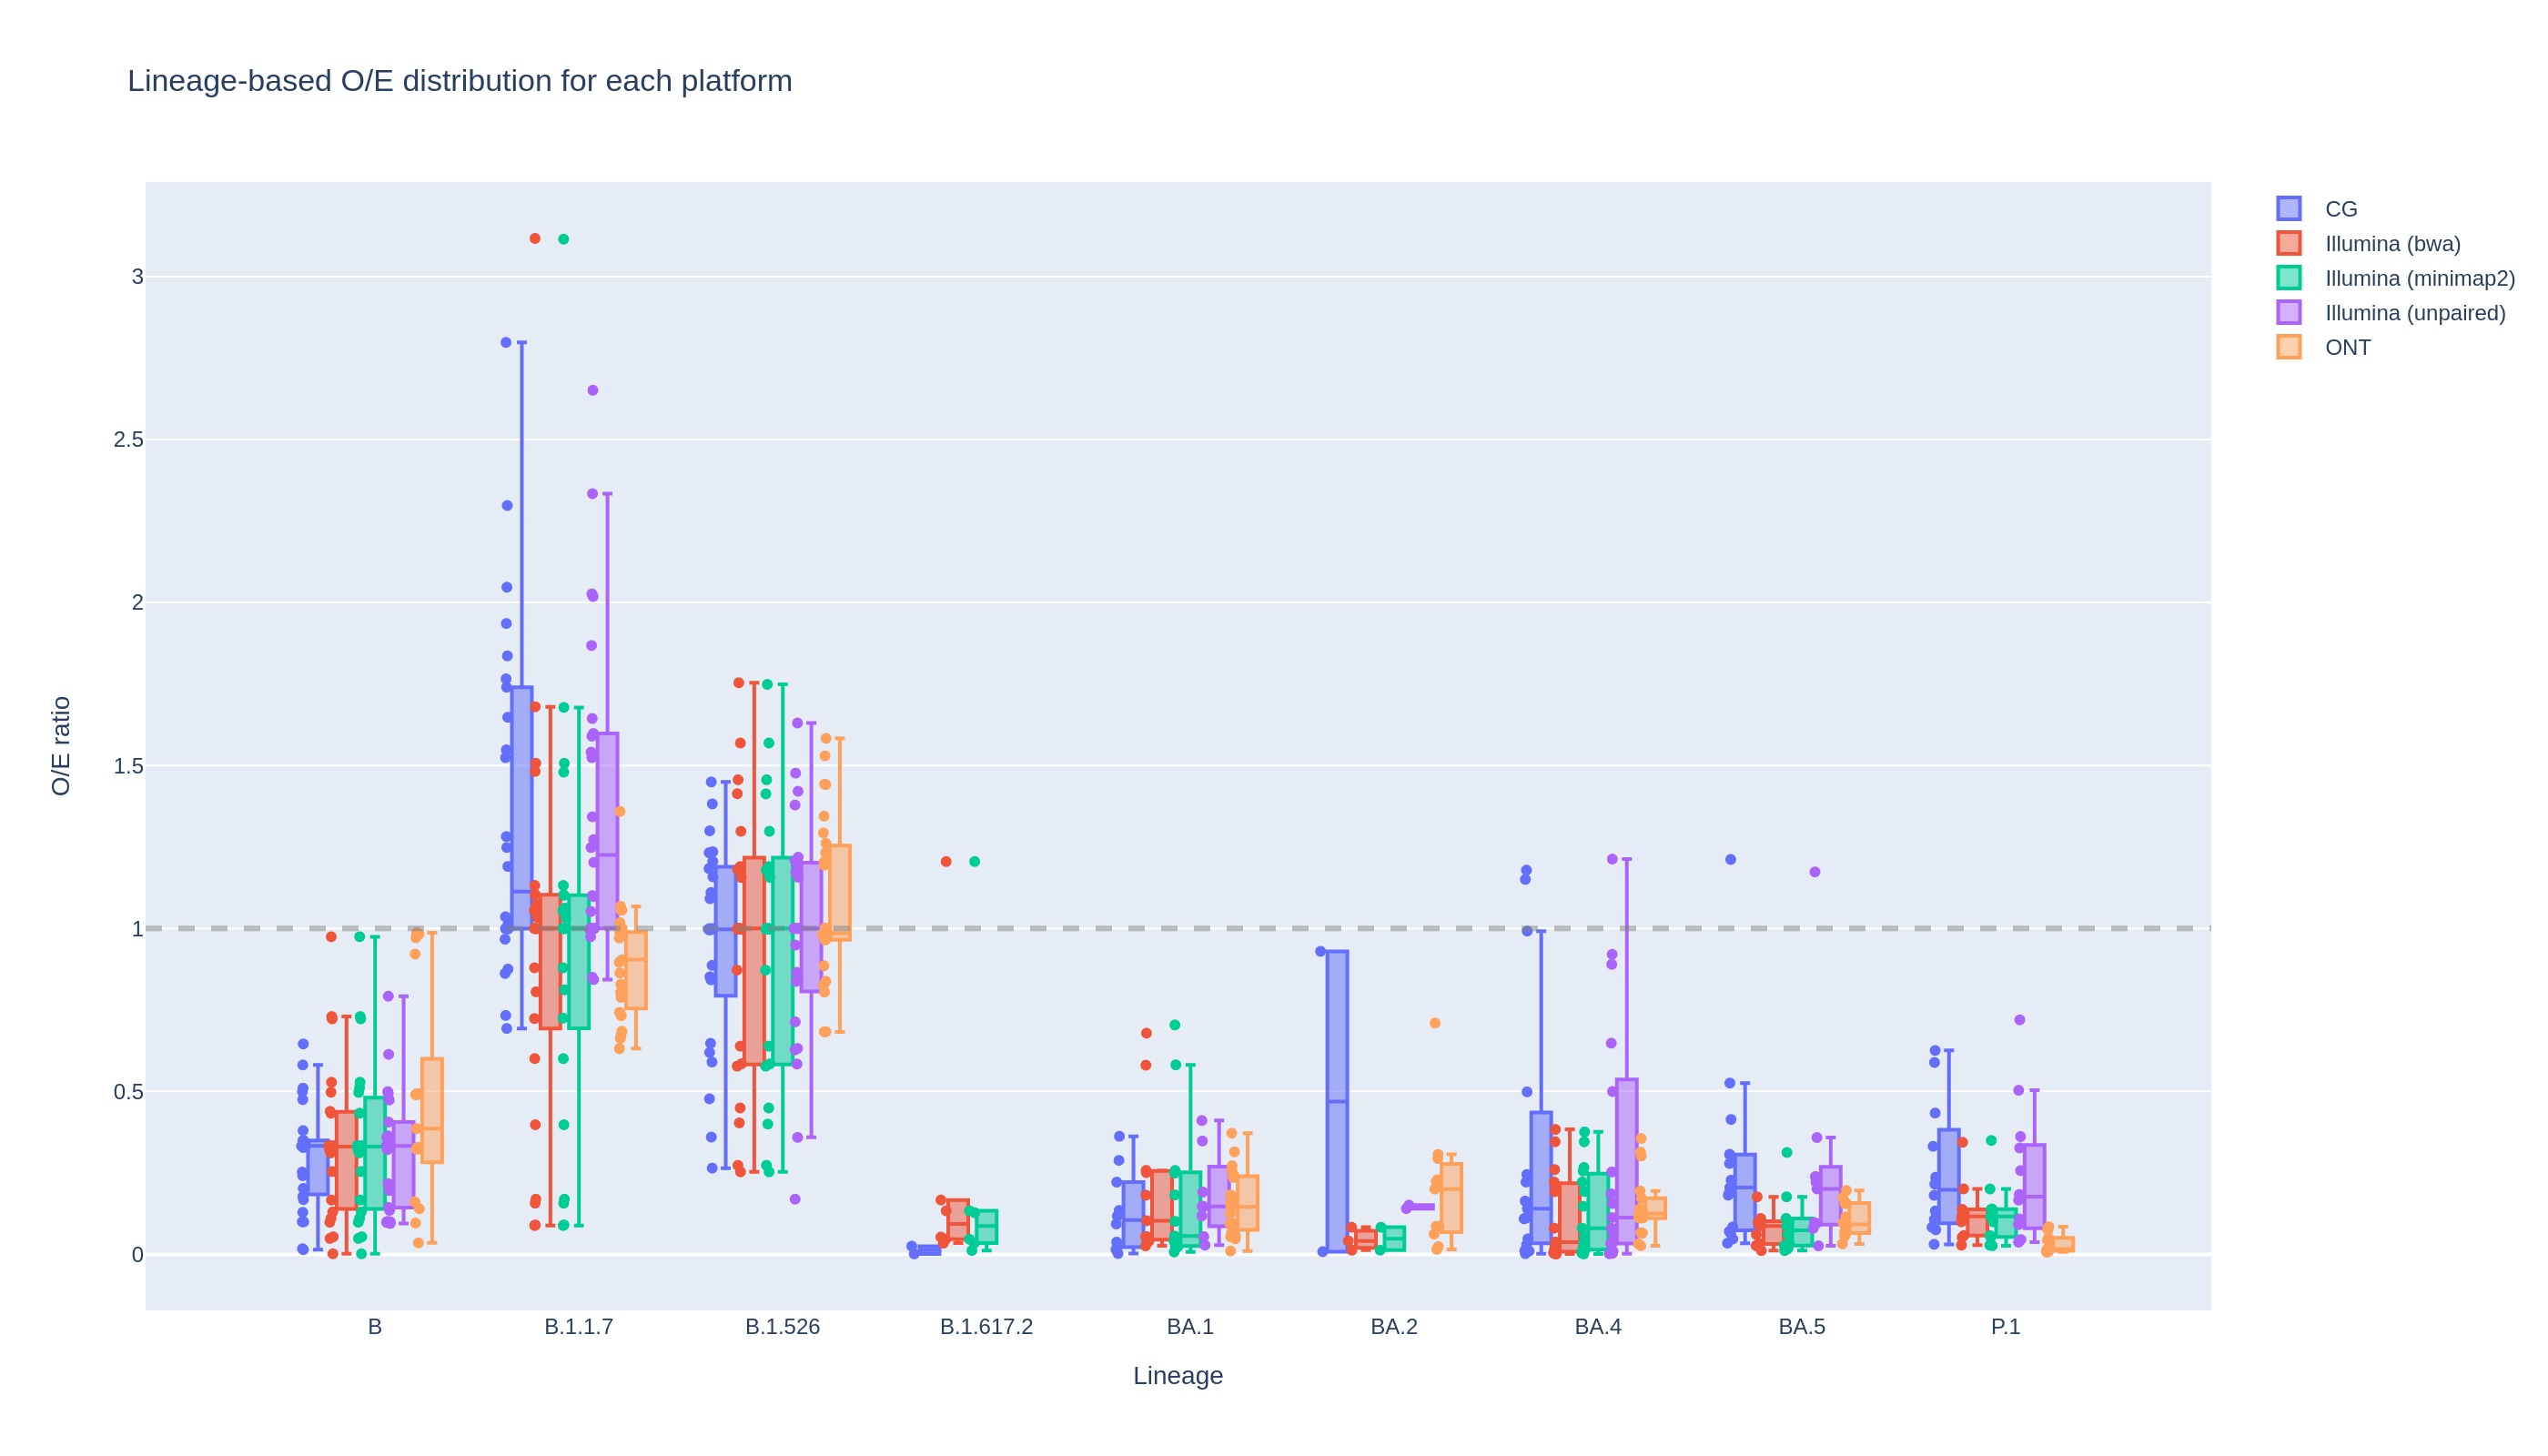 Lineage-based O/E distribution for each platform
CG
Illumina (bwa)
Illumina (minimap2)
Illumina (unpaired)
ONT
3
2.5
2
1.5
1
0.5
0
O/E ratio
B
B.1.1.7
B.1.526
B.1.617.2
BA.1
BA.2
BA.4
BA.5
P.1
Lineage